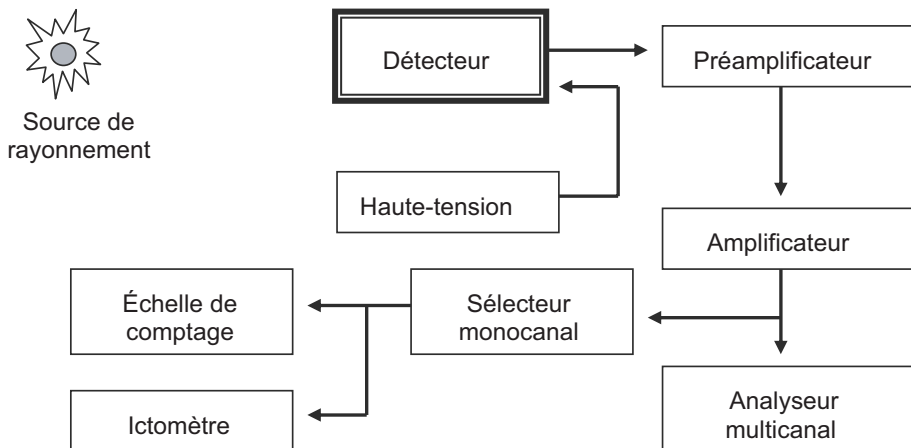 Détecteur
Préamplificateur
Source de
rayonnement
Haute-tension
Amplificateur
Échelle de
comptage
Sélecteur
monocanal
Ictomètre
Analyseur
multicanal